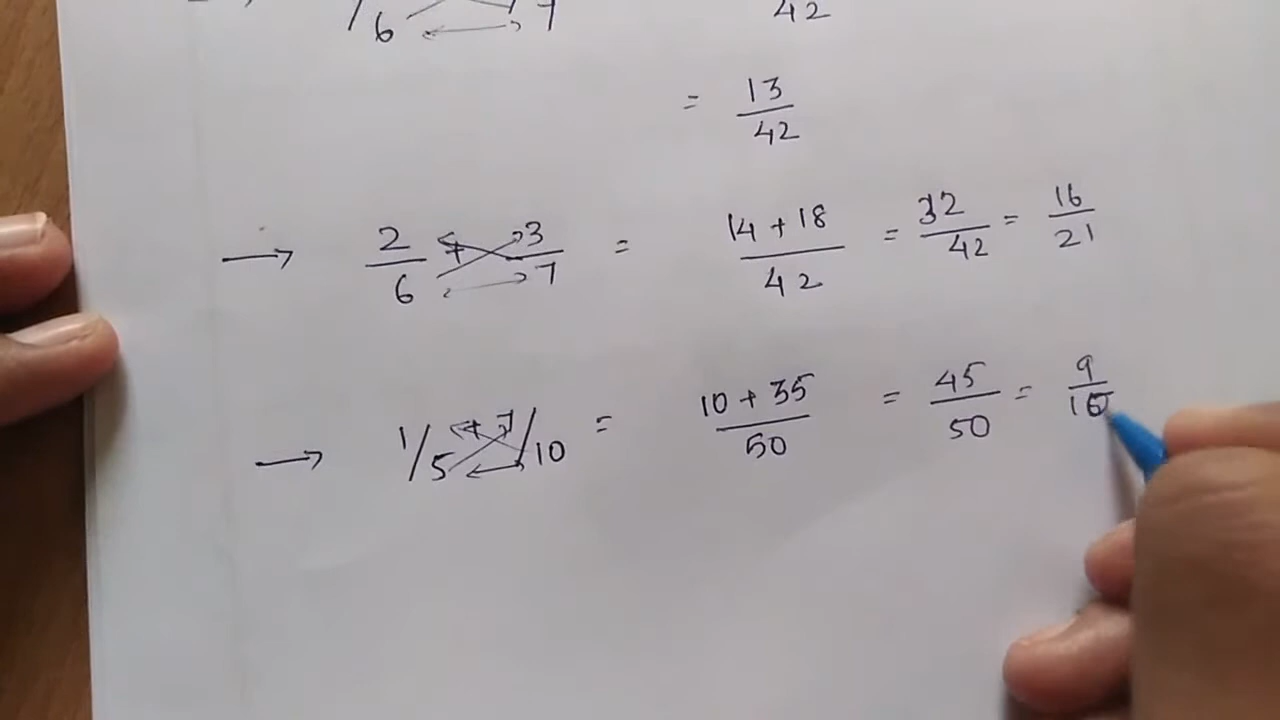 /6 /7 42
= 13/42
→ 2/6 + 3/7 = 14 + 18/42 = 32/42 = 16/21
→ 1/5 + 7/10 = 10 + 35/50 = 45/50 = 9/10